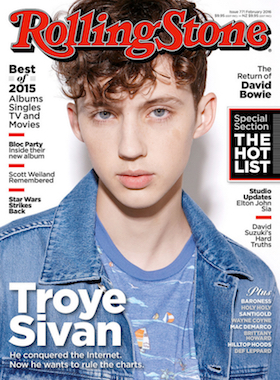 Issue 771 February 2016
RollingStone
Best
of
2015
Albums
Singles
TV and
Movies
Bloc Party
Inside their
new album
Scott Weiland
Remembered
Star Wars
Strikes
Back
The
Return of
David
Bowie
Special
Section
THE
HOT
LIST
Studio
Updates
Elton John
Sia
David
Suzuki's
Hard
Truths
Troye
Sivan
He conquered the Internet.
Now he wants to rule the charts.
Plus
BARONESS
HOLY HOLY
SANTIGOLD
WAYNE COYNE
MAC DEMARCO
BRITTANY
HOWARD
HILLTOP HOODS
DEF LEPPARD